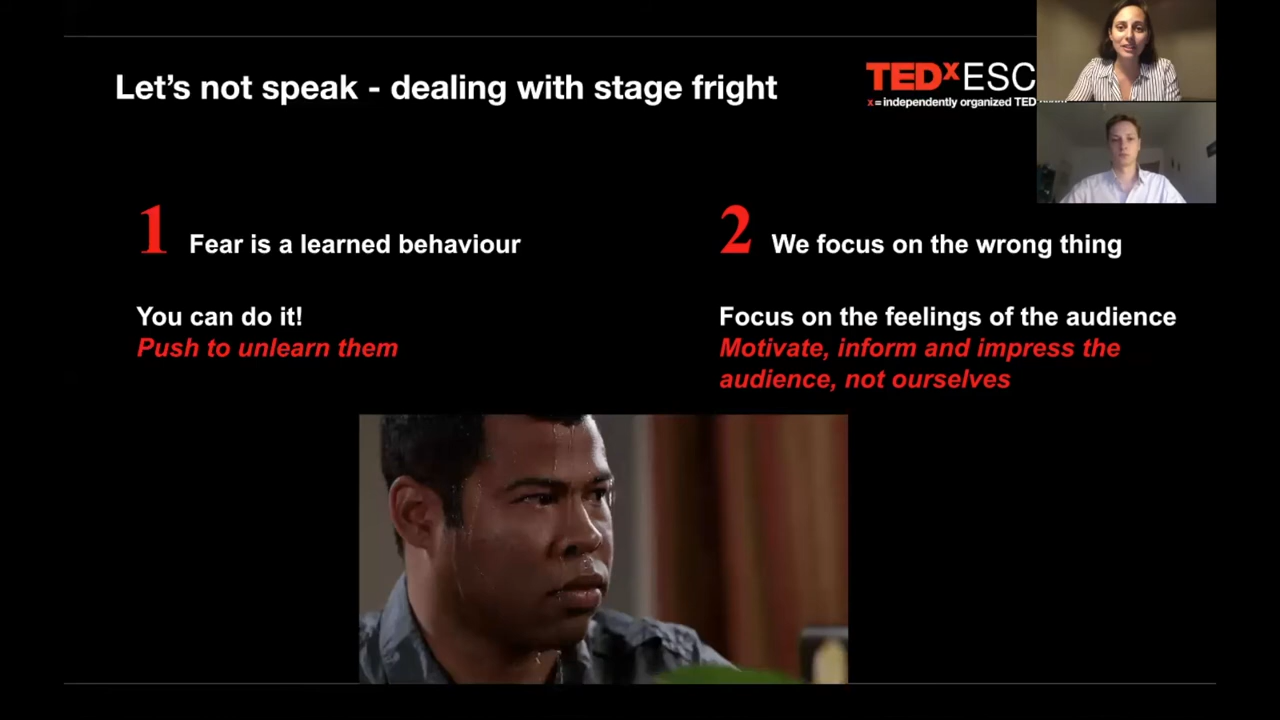 Let's not speak - dealing with stage fright
TEDxESC
x = independently organized TED
1 Fear is a learned behaviour
You can do it!
Push to unlearn them
2 We focus on the wrong thing
Focus on the feelings of the audience
Motivate, inform and impress the
audience, not ourselves